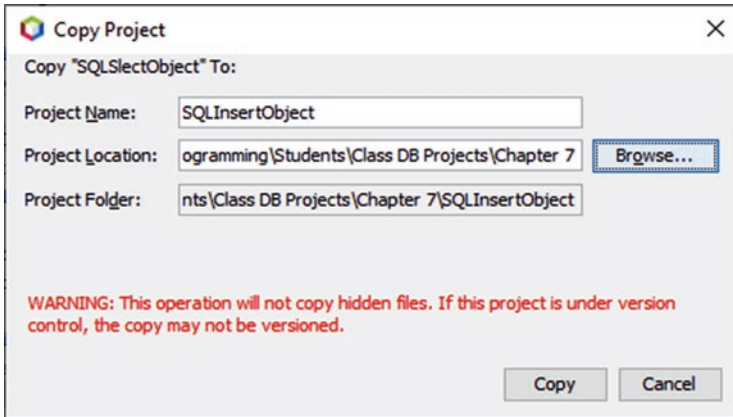 Copy Project
Copy "SQLSlectObject" To:
Project Name: SQLInsertObject
Project Location: ogramming\Students\Class DB Projects\Chapter 7 Browse...
Project Folder: nts\Class DB Projects\Chapter 7\SQLInsertObject
WARNING: This operation will not copy hidden files. If this project is under version
control, the copy may not be versioned.
Copy Cancel